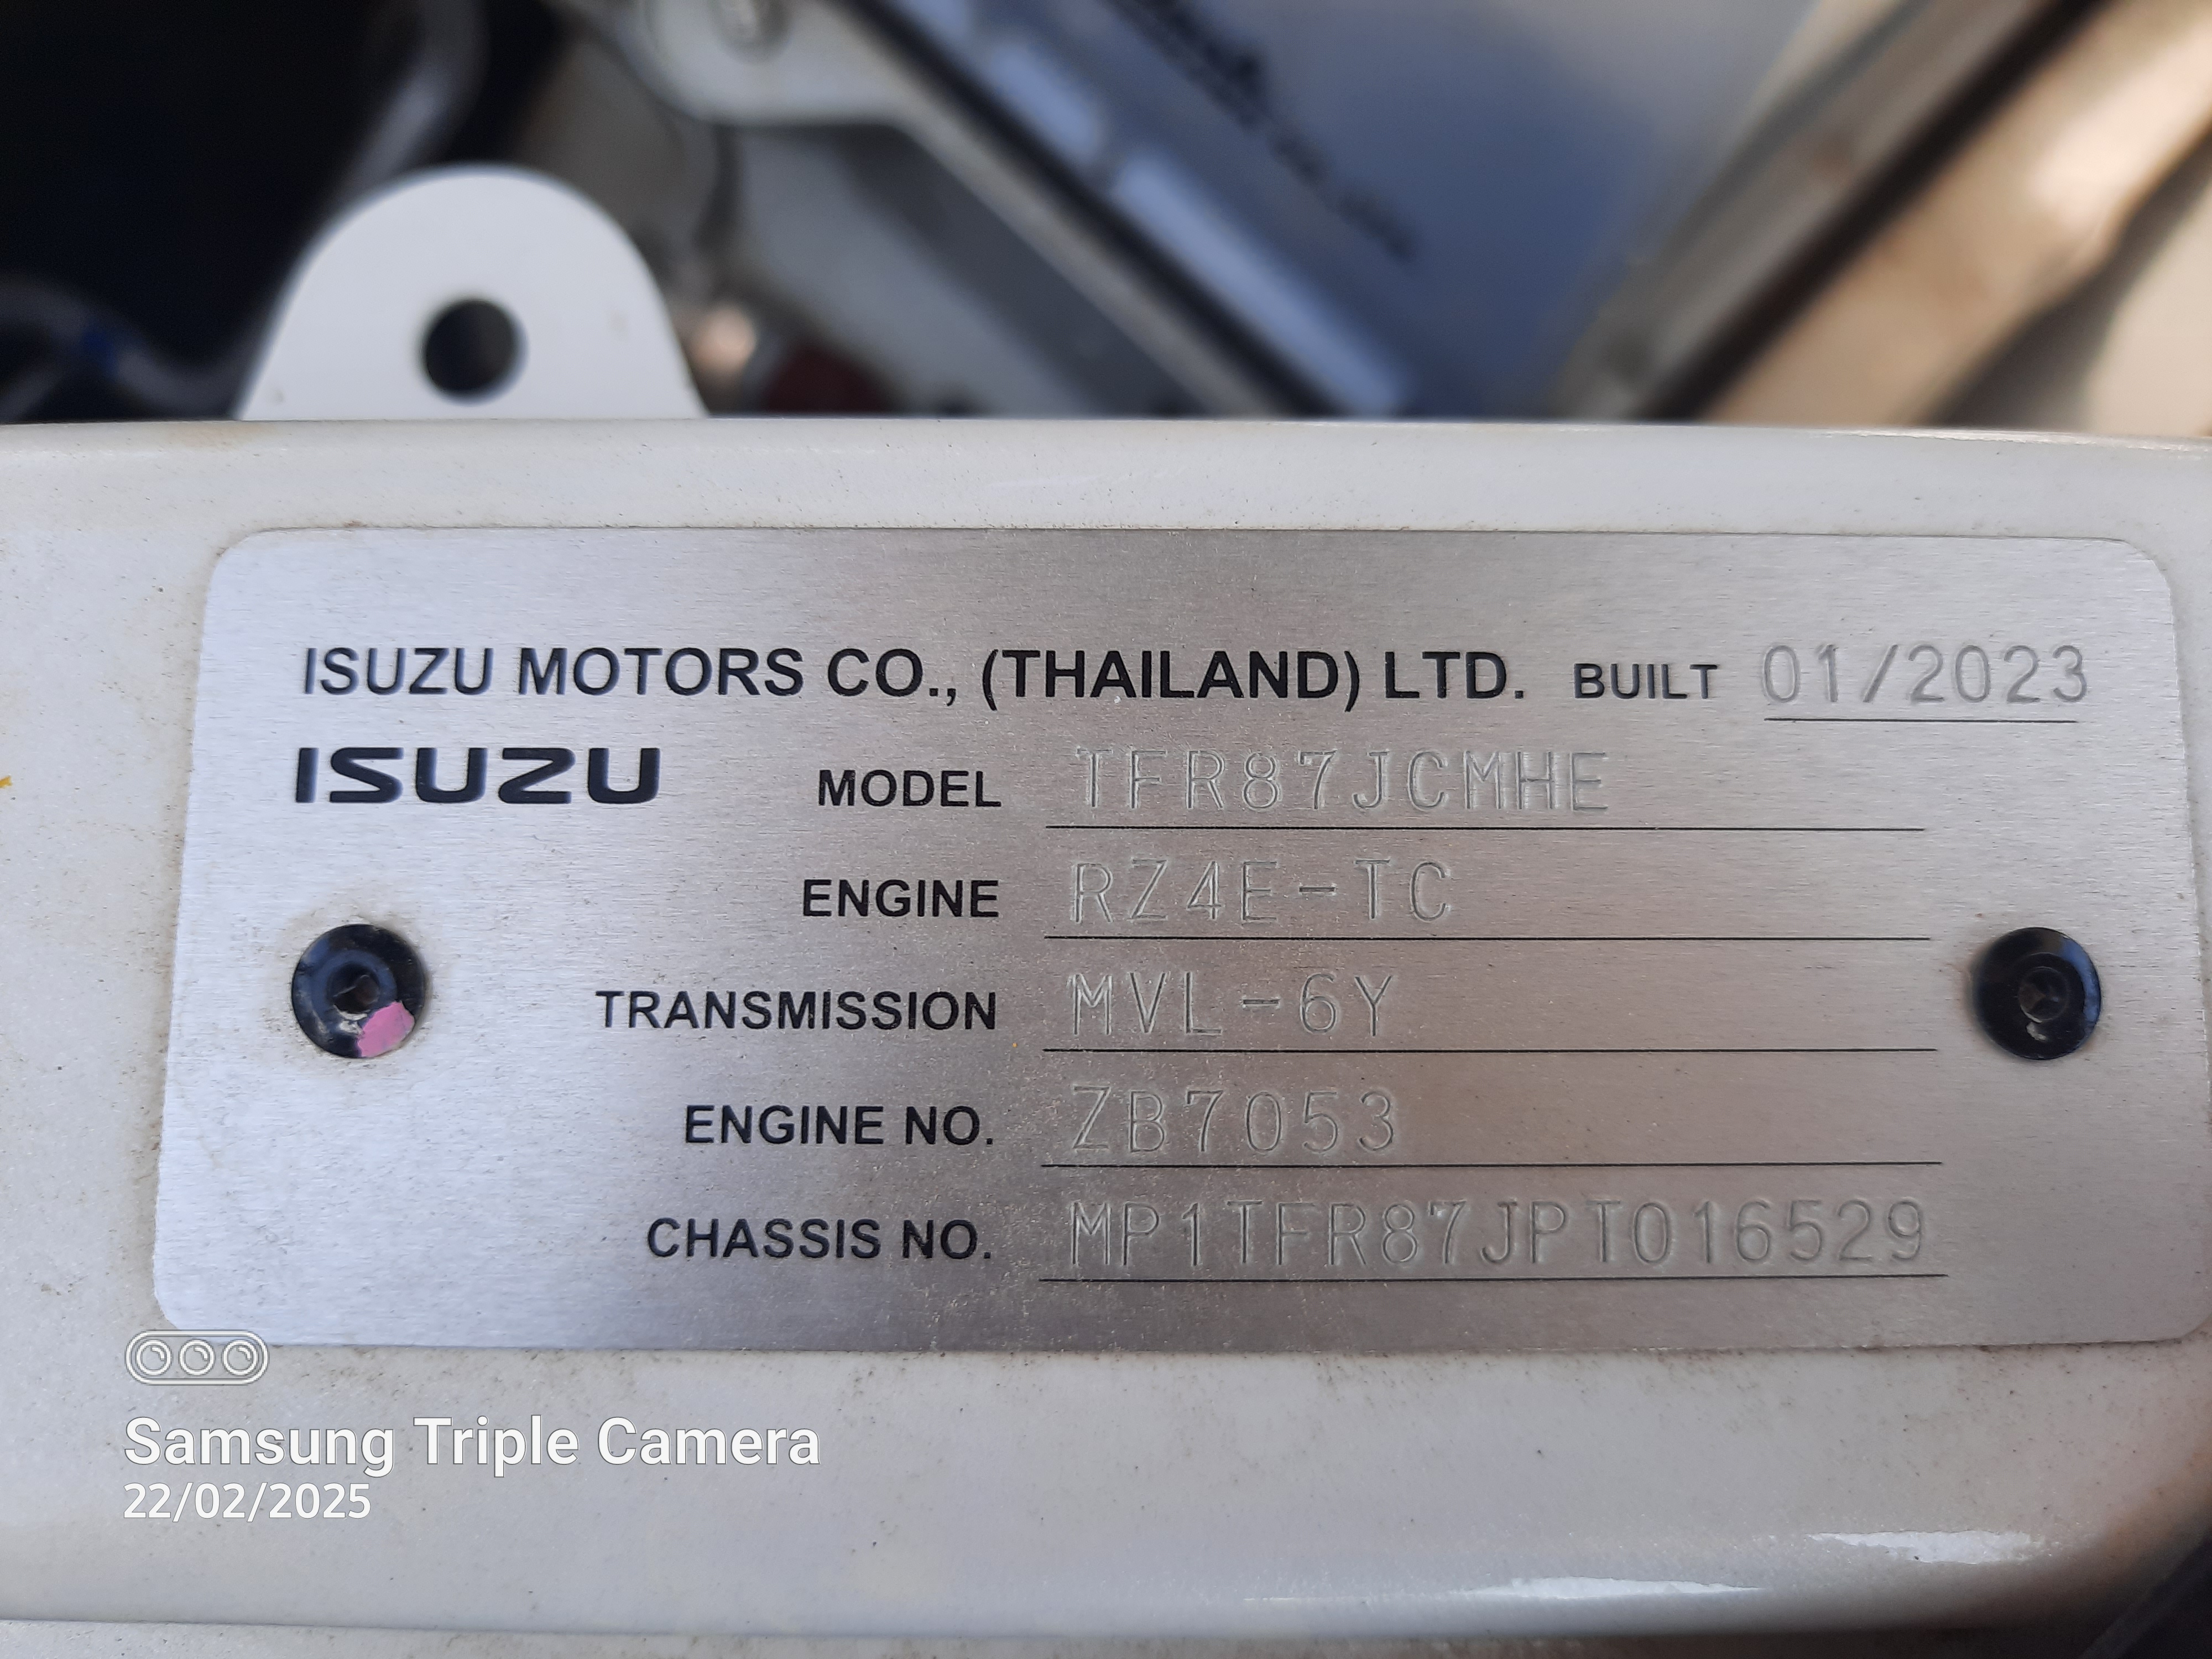 ISUZU MOTORS CO., (THAILAND) LTD. BUILT 01/2023
ISUZU MODEL TFR87JCMHE
ENGINE RZ4E-TC
TRANSMISSION MVL-6Y
ENGINE NO. ZB7053
CHASSIS NO. MP1TFR87JPT016529
Samsung Triple Camera
22/02/2025